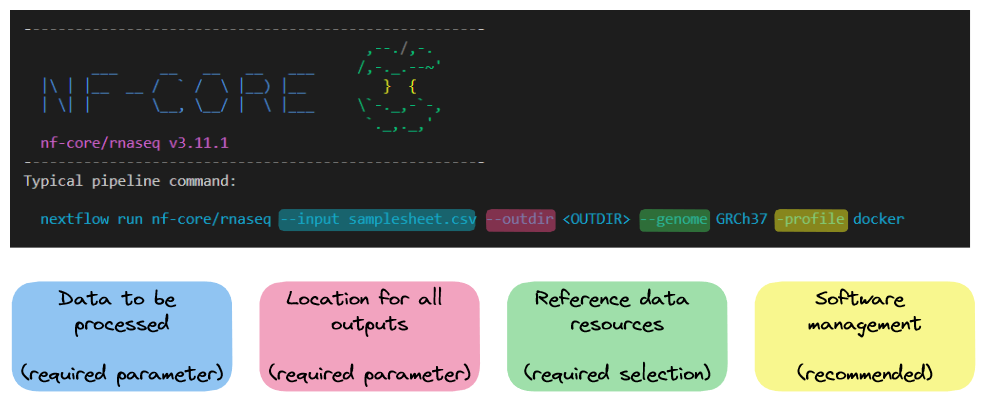 NF-CORE
nf-core/rnaseq v3.11.1
Typical pipeline command:
nextflow run nf-core/rnaseq --input samplesheet.csv --outdir <OUTDIR> --genome GRCh37 -profile docker
Data to be
processed
(required parameter)
Location for all
outputs
(required parameter)
Reference data
resources
(required selection)
Software
management
(recommended)